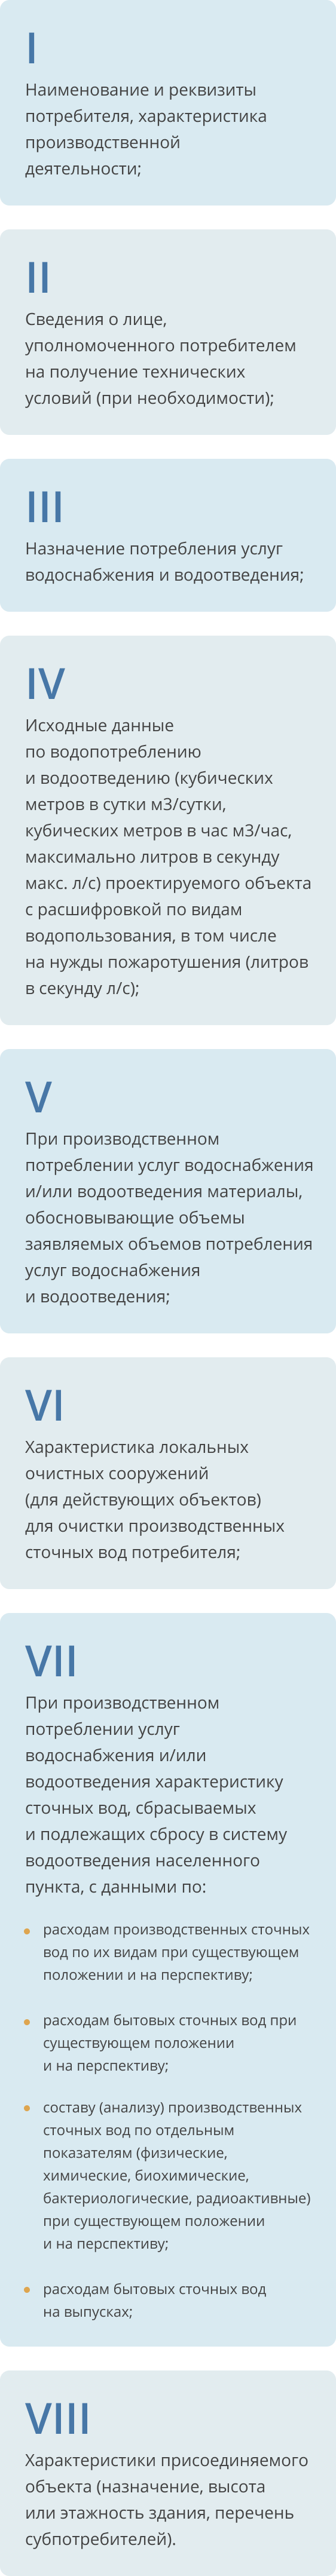 I
Наименование и реквизиты
потребителя, характеристика
производственной
деятельности;
II
Сведения о лице,
уполномоченного потребителем
на получение технических
условий (при необходимости);
III
Назначение потребления услуг
водоснабжения и водоотведения;
IV
Исходные данные
по водопотреблению
и водоотведению (кубических
метров в сутки м3/сутки,
кубических метров в час м3/час,
максимально литров в секунду
макс. л/с) проектируемого объекта
с расшифровкой по видам
водопользования, в том числе
на нужды пожаротушения (литров
в секунду л/с);
V
При производственном
потреблении услуг водоснабжения
и/или водоотведения материалы,
обосновывающие объемы
заявляемых объемов потребления
услуг водоснабжения
и водоотведения;
VI
Характеристика локальных
очистных сооружений
(для действующих объектов)
для очистки производственных
сточных вод потребителя;
VII
При производственном
потреблении услуг
водоснабжения и/или
водоотведения характеристику
сточных вод, сбрасываемых
и подлежащих сбросу в систему
водоотведения населенного
пункта, с данными по:
расходам производственных сточных
вод по их видам при существующем
положении и на перспективу;
расходам бытовых сточных вод при
существующем положении
и на перспективу;
составу (анализу) производственных
сточных вод по отдельным
показателям (физические,
химические, биохимические,
бактериологические, радиоактивные)
при существующем положении
и на перспективу;
расходам бытовых сточных вод
на выпусках;
VIII
Характеристики присоединяемого
объекта (назначение, высота
или этажность здания, перечень
субпотребителей).